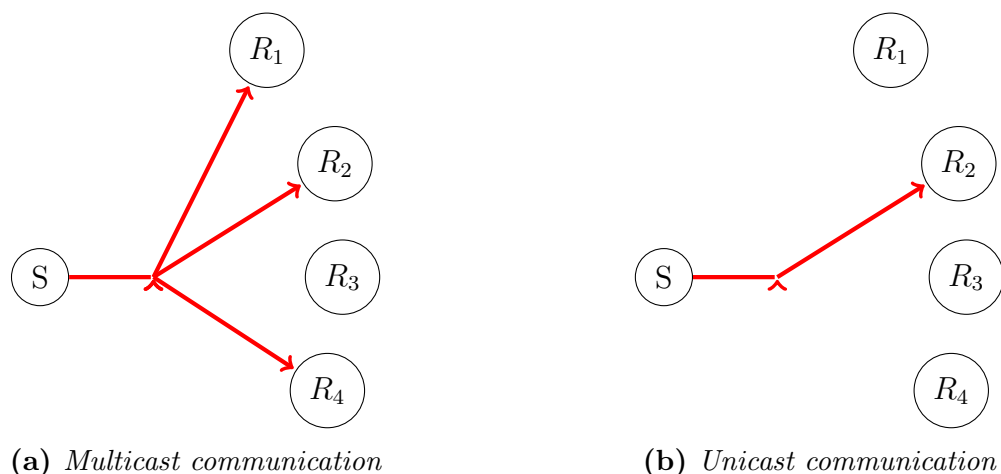 R₁
R₂
S
R₃
R₄
(a) Multicast communication
R₁
R₂
S
R₃
R₄
(b) Unicast communication